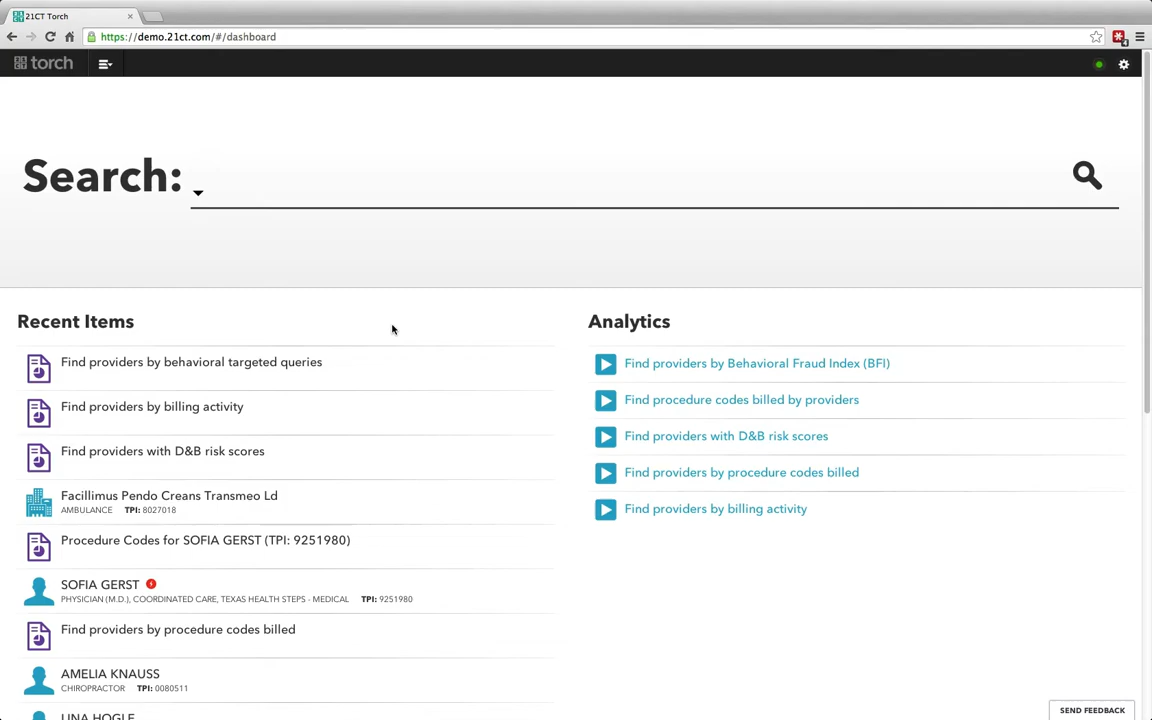 21CT Torch
https://demo.21ct.com/#/dashboard
torch
Search:
Recent Items
Find providers by behavioral targeted queries
Find providers by billing activity
Find providers with D&B risk scores
Facillimus Pendo Creans Transmeo Ld
AMBULANCE TPI: 8027018
Procedure Codes for SOFIA GERST (TPI: 9251980)
SOFIA GERST
PHYSICIAN (M.D.), COORDINATED CARE, TEXAS HEALTH STEPS - MEDICAL TPI: 9251980
Find providers by procedure codes billed
AMELIA KNAUSS
CHIROPRACTOR TPI: 0080511
LINA HOGLE
Analytics
Find providers by Behavioral Fraud Index (BFI)
Find procedure codes billed by providers
Find providers with D&B risk scores
Find providers by procedure codes billed
Find providers by billing activity
SEND FEEDBACK